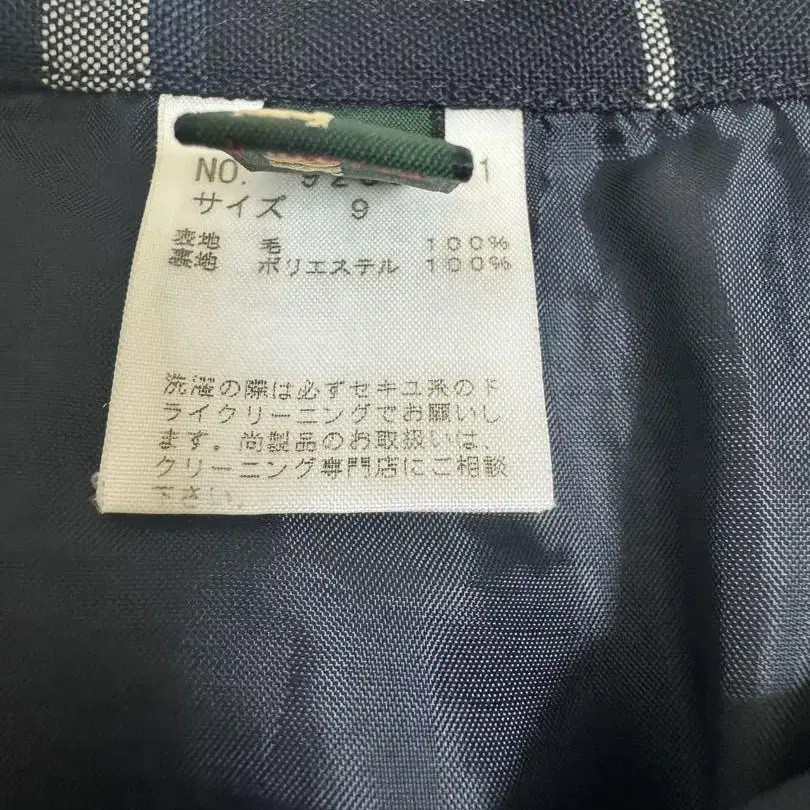 NO.
サイズ 9
表地 毛 100%
裏地 ポリエステル 100%
洗濯の際は必ずセキユ系のド
ライクリーニングでお願いし
ます。尚製品のお取扱いは、
クリーニング専門店にご相談
下さい。